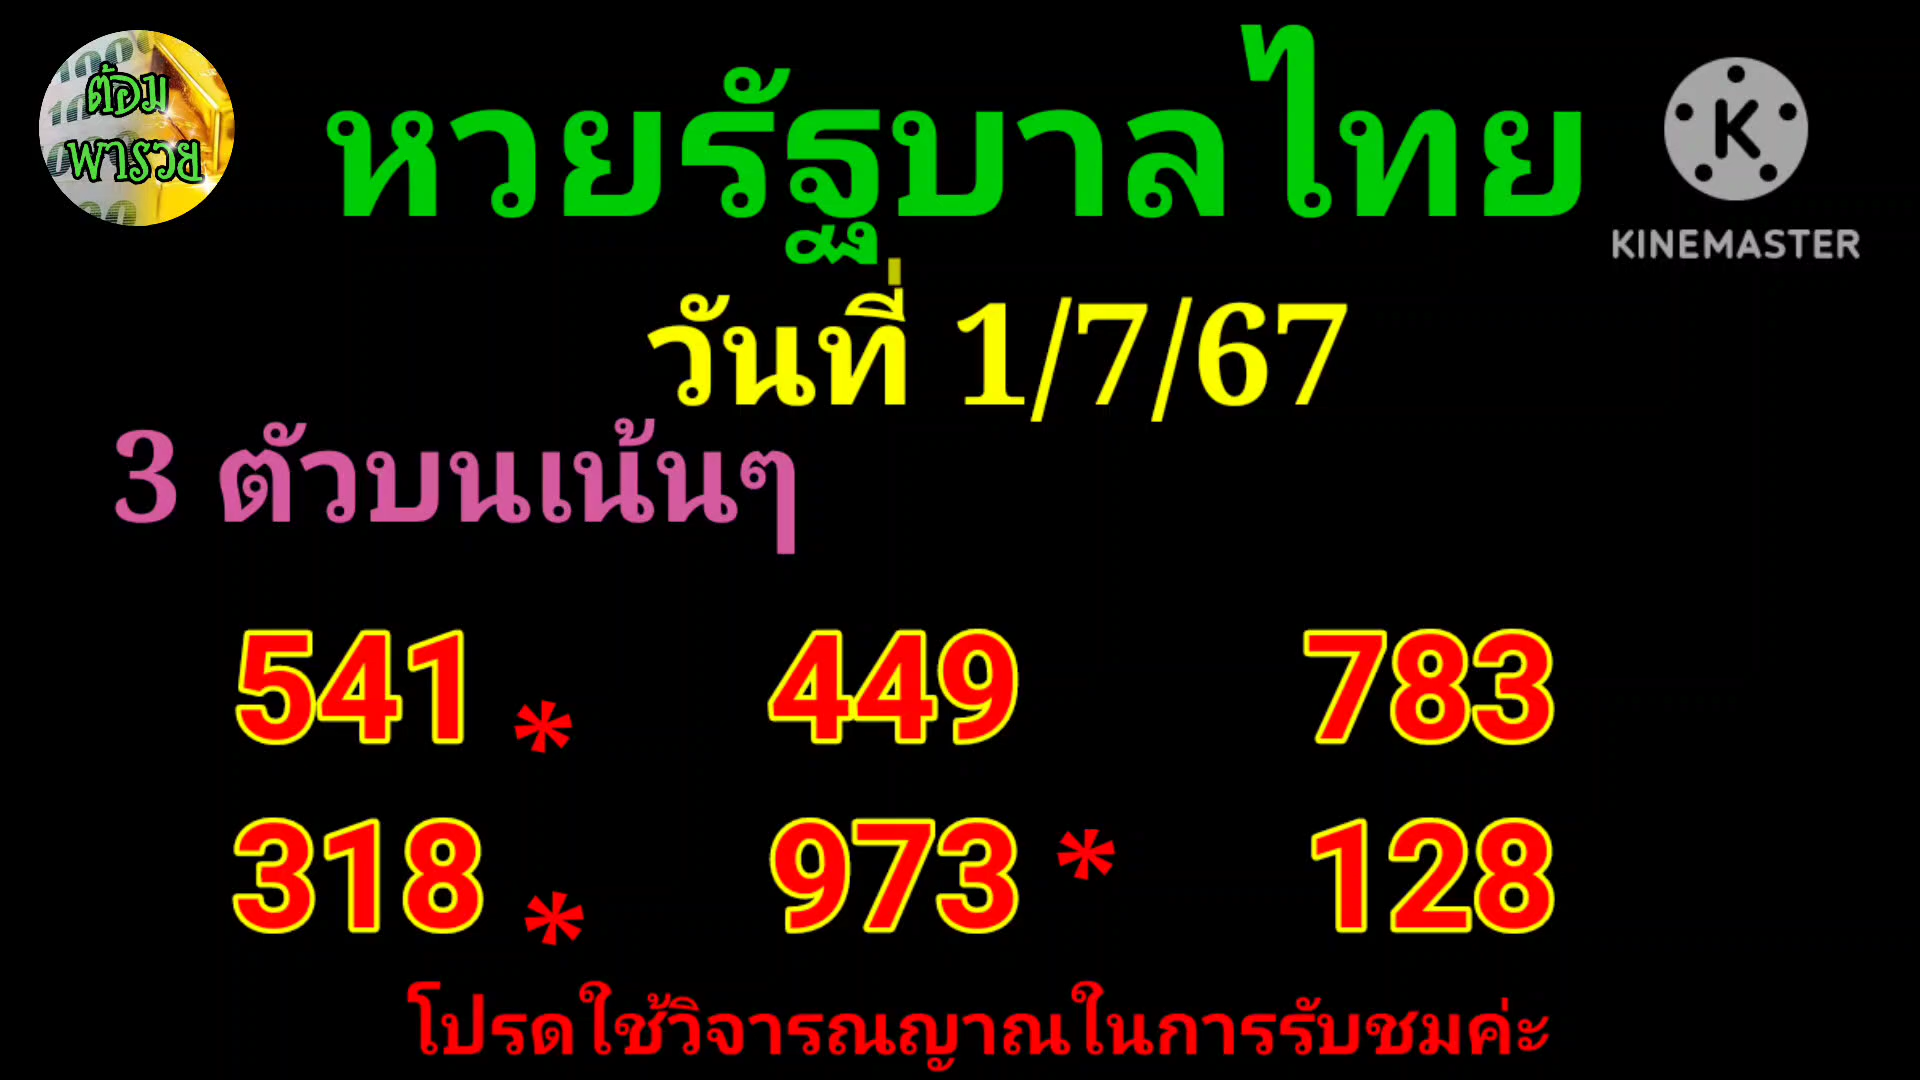 ต้อม
พารวย
หวยรัฐบาลไทย
KINEMASTER
วันที่ 1/7/67
3 ตัวบนเน้นๆ
541 * 449 783
318 * 973 * 128
โปรดใช้วิจารณญาณในการรับชมค่ะ